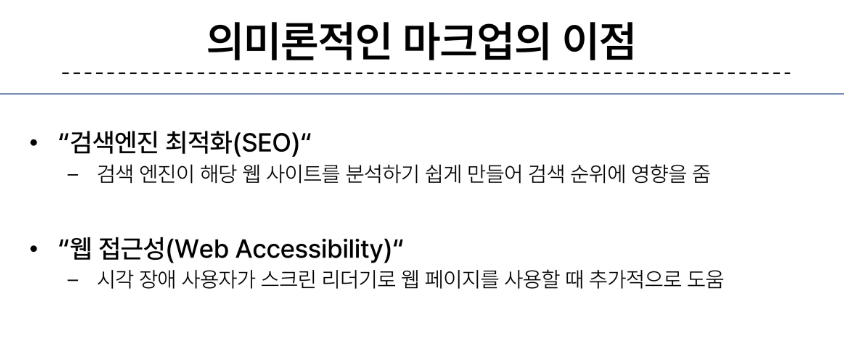 의미론적인 마크업의 이점
• “검색엔진 최적화(SEO)“
– 검색 엔진이 해당 웹 사이트를 분석하기 쉽게 만들어 검색 순위에 영향을 줌
• “웹 접근성(Web Accessibility)“
– 시각 장애 사용자가 스크린 리더기로 웹 페이지를 사용할 때 추가적으로 도움